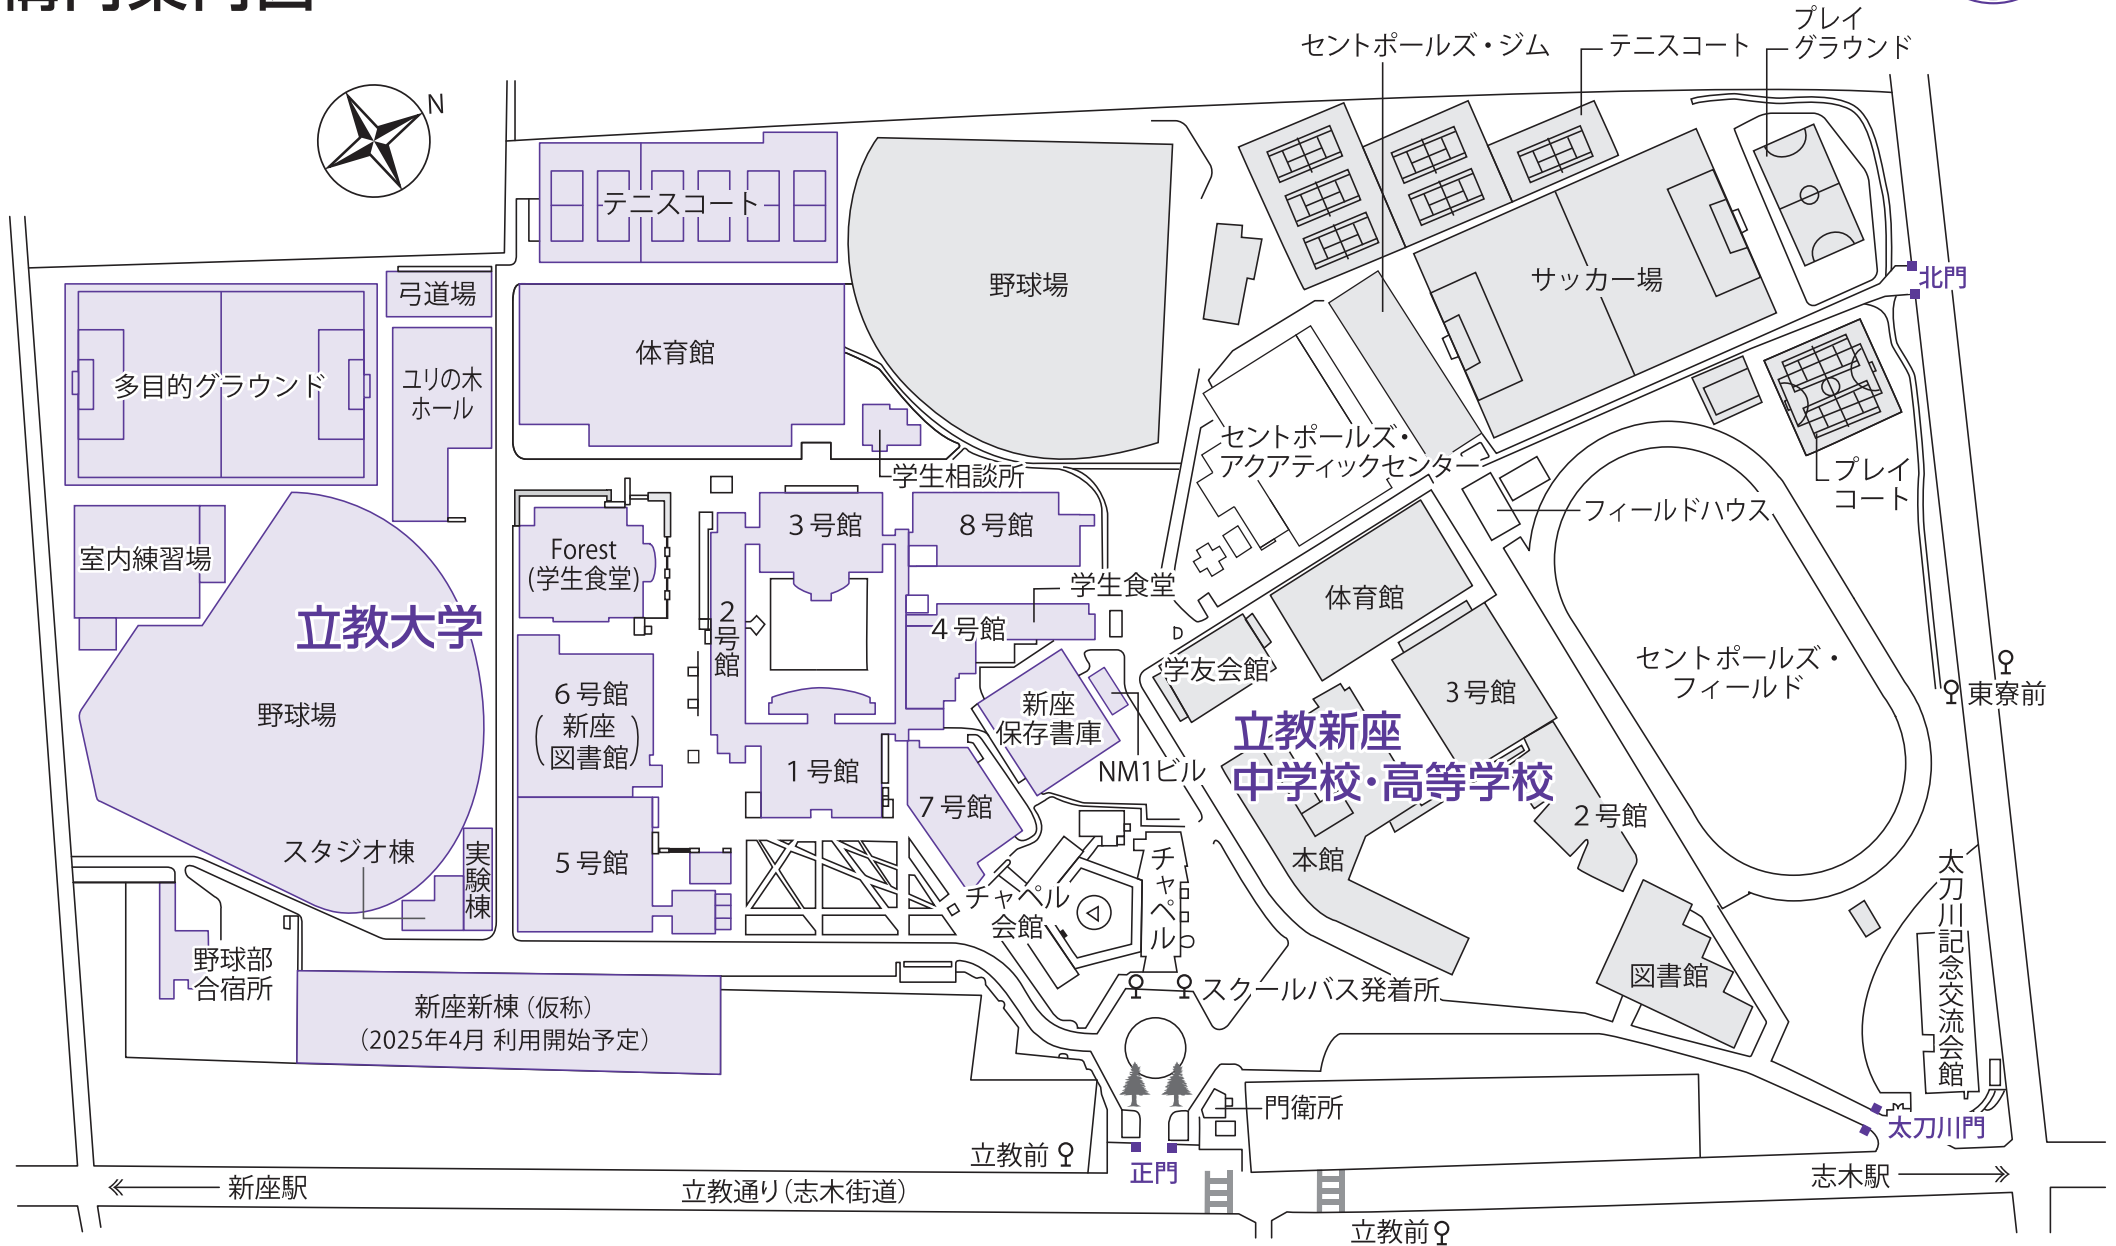 構内案内図
プレイ
グラウンド
セントポールズ・ジム
テニスコート
N
テニスコート
野球場
サッカー場
北門
弓道場
体育館
多目的グラウンド
ユリの木
ホール
セントポールズ・
アクアティックセンター
学生相談所
プレイ
コート
フィールドハウス
3号館
8号館
室内練習場
Forest
(学生食堂)
学生食堂
体育館
2号館
4号館
立教大学
学友会館
セントポールズ・
フィールド
3号館
東寮前
6号館
(新座
図書館)
新座
保存書庫
野球場
立教新座
中学校・高等学校
NM1ビル
1号館
7号館
2号館
スタジオ棟
実験棟
5号館
本館
チャペル
太刀川記念交流会館
チャペル
会館
野球部
合宿所
図書館
スクールバス発着所
新座新棟(仮称)
(2025年4月 利用開始予定)
門衛所
太刀川門
立教前
正門
新座駅
立教通り(志木街道)
志木駅
立教前